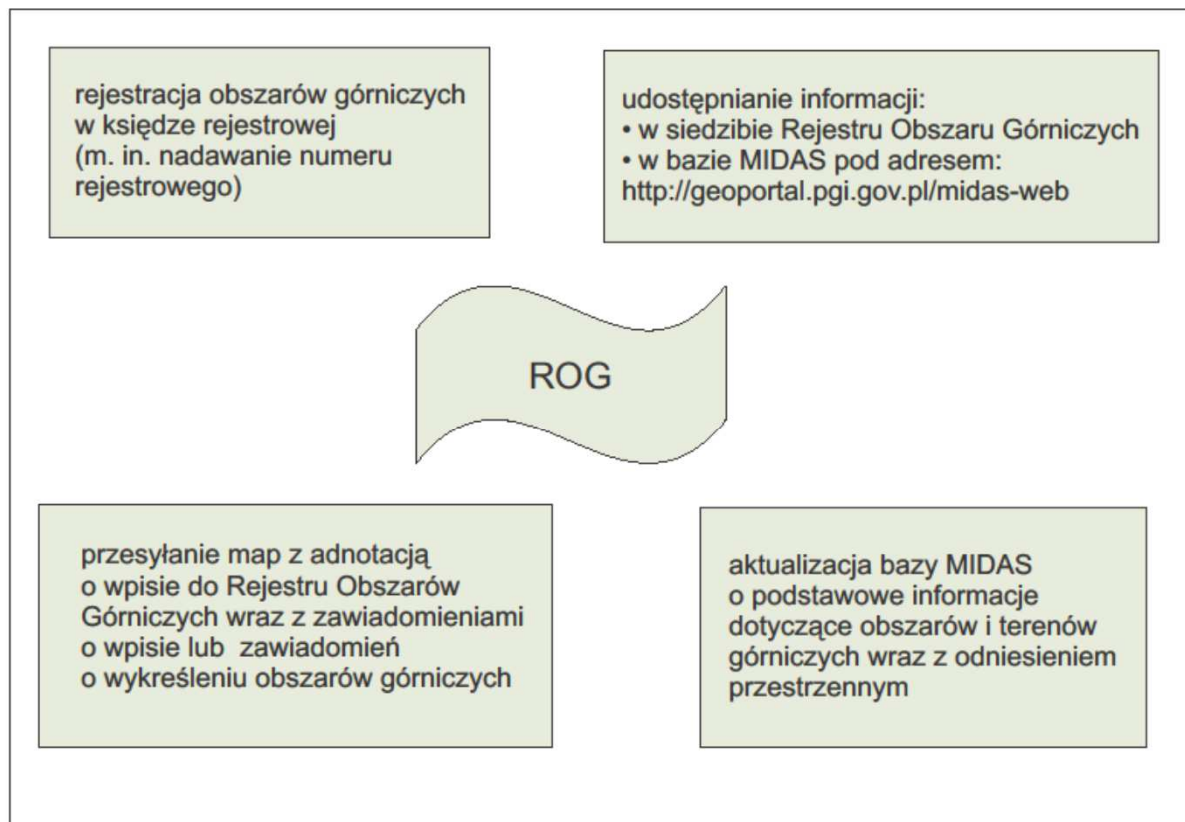 rejestracja obszarów górniczych
w księdze rejestrowej
(m. in. nadawanie numeru
rejestrowego)
udostępnianie informacji:
• w siedzibie Rejestru Obszaru Górniczych
• w bazie MIDAS pod adresem:
http://geoportal.pgi.gov.pl/midas-web
ROG
przesyłanie map z adnotacją
o wpisie do Rejestru Obszarów
Górniczych wraz z zawiadomieniami
o wpisie lub zawiadomień
o wykreśleniu obszarów górniczych
aktualizacja bazy MIDAS
o podstawowe informacje
dotyczące obszarów i terenów
górniczych wraz z odniesieniem
przestrzennym